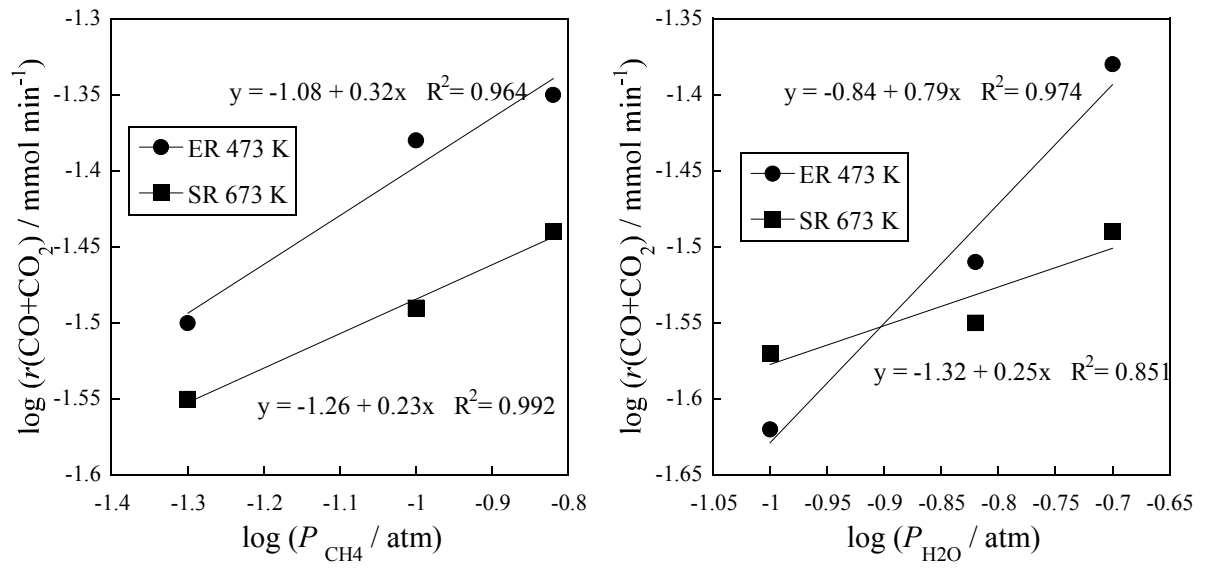 -1.3
-1.35
-1.4
-1.45
-1.5
-1.55
-1.6
-1.4 -1.3 -1.2 -1.1 -1 -0.9 -0.8
log (P CH4 / atm)
log (r(CO+CO2) / mmol min-1)
y = -1.08 + 0.32x R2= 0.964
ER 473 K
SR 673 K
y = -1.26 + 0.23x R2= 0.992
-1.35
-1.4
-1.45
-1.5
-1.55
-1.6
-1.65
-1.05 -1 -0.95 -0.9 -0.85 -0.8 -0.75 -0.7 -0.65
log (PH2O / atm)
log (r(CO+CO2) / mmol min-1)
y = -0.84 + 0.79x R2= 0.974
ER 473 K
SR 673 K
y = -1.32 + 0.25x R2= 0.851